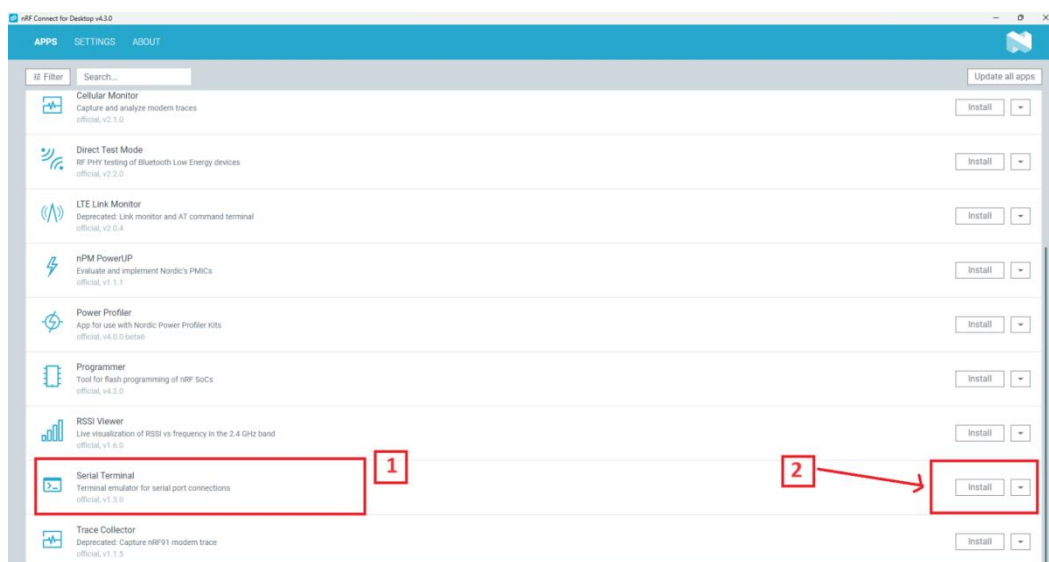 nRF Connect for Desktop v4.3.0
APPS SETTINGS ABOUT
Filter Search... Update all apps
Cellular Monitor
Capture and analyze modem traces
official, v2.1.0
Install
Direct Test Mode
RF PHY testing of Bluetooth Low Energy devices
official, v2.2.0
Install
LTE Link Monitor
Deprecated: Link monitor and AT command terminal
official, v2.0.4
Install
nPM PowerUP
Evaluate and implement Nordic's PMICs
official, v1.1.1
Install
Power Profiler
App for use with Nordic Power Profiler Kits
official, v4.0.0-beta6
Install
Programmer
Tool for flash programming of nRF SoCs
official, v4.2.0
Install
RSSI Viewer
Live visualization of RSSI vs frequency in the 2.4 GHz band
official, v1.6.0
Install
Serial Terminal
Terminal emulator for serial port connections
official, v1.3.0
1
2
Install
Trace Collector
Deprecated: Capture nRF91 modem trace
official, v1.1.5
Install